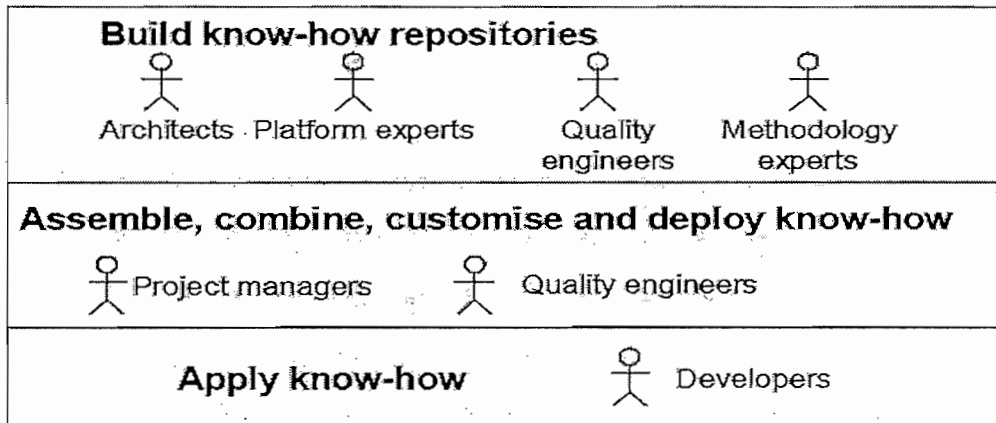 Build know-how repositories
Architects Platform experts Quality engineers Methodology experts
Assemble, combine, customise and deploy know-how
Project managers Quality engineers
Apply know-how Developers